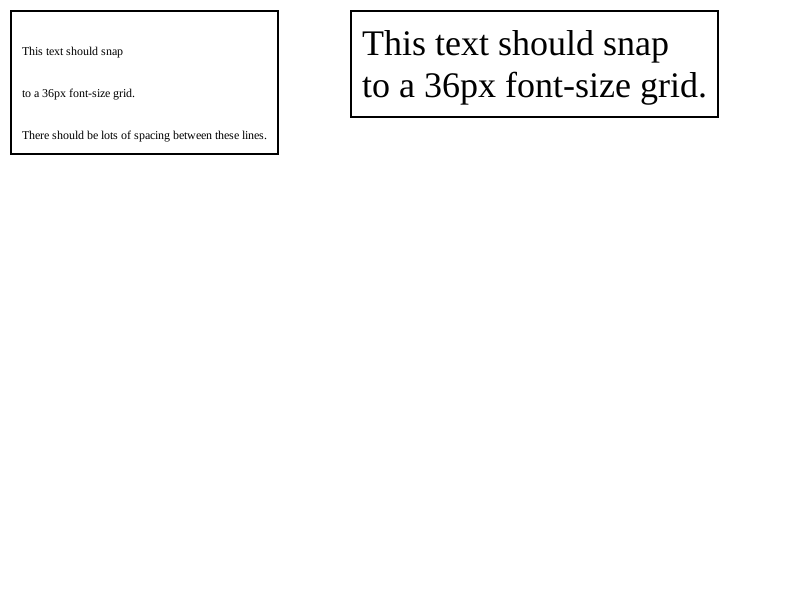 This text should snap
to a 36px font-size grid.
There should be lots of spacing between these lines.
This text should snap
to a 36px font-size grid.